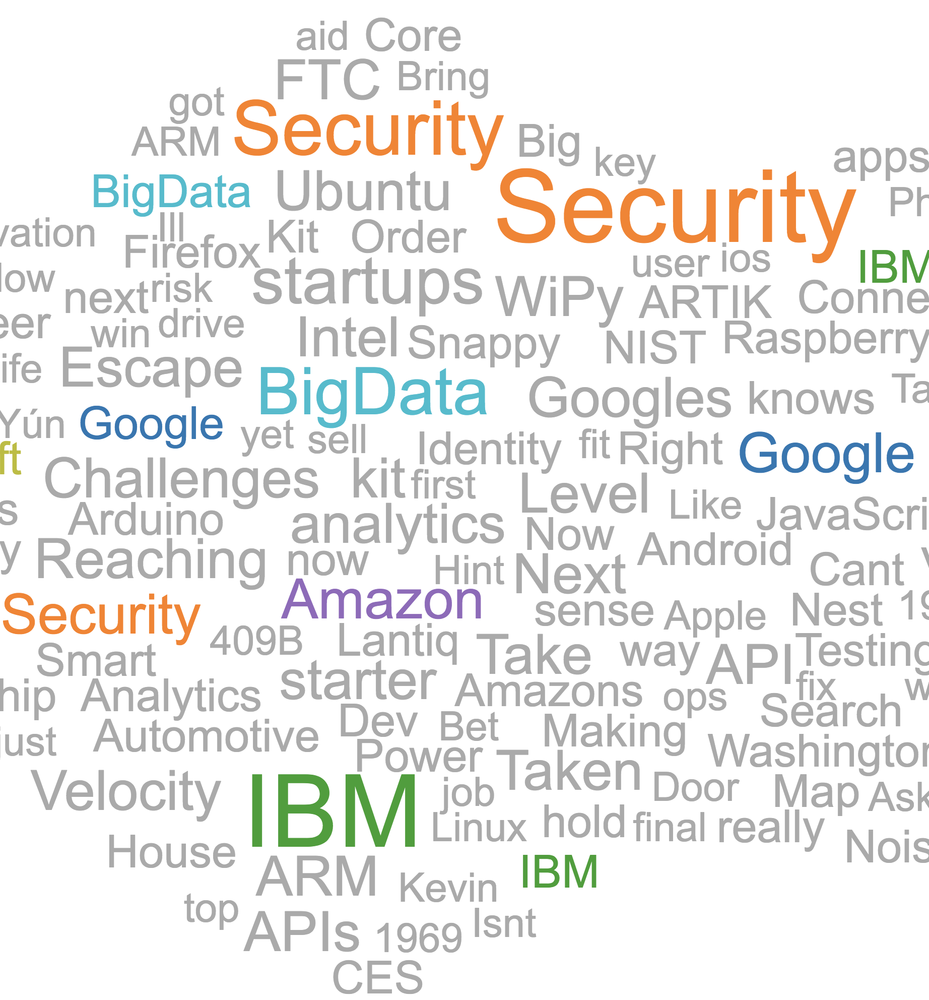 aid Core
FTC Bring
got
ARM Security Big key apps
BigData Ubuntu Security Ph
vation Ill Firefox Kit Order
user ios IBM
low next risk startups WiPy ARTIK Conne
eer win drive Intel Snappy NIST Raspberry
ife Escape BigData Googles knows Ta
Yún Google yet sell Identity fit Right Google
ft Challenges kit first Level Like JavaScri
s Arduino analytics Now Android
y Reaching now Hint Next Cant
Security Amazon sense Apple Nest 19
Smart 409B Lantiq Take way API Testing
hip Analytics starter Amazons ops fix w
Search
just Automotive Dev Bet Making Washington
Power Taken
Velocity IBM job Door Map Ask
Linux hold final really
House ARM Kevin IBM Nois
top APIs 1969 Isnt
CES